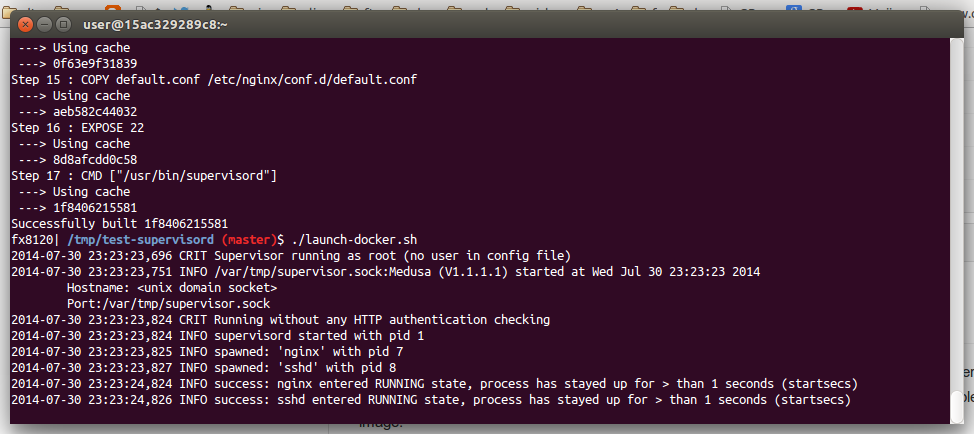 user@15ac329289c8:~
---> Using cache
---> 0f63e9f31839
Step 15 : COPY default.conf /etc/nginx/conf.d/default.conf
---> Using cache
---> aeb582c44032
Step 16 : EXPOSE 22
---> Using cache
---> 8d8afcdd0c58
Step 17 : CMD ["/usr/bin/supervisord"]
---> Using cache
---> 1f8406215581
Successfully built 1f8406215581
fx8120| /tmp/test-supervisord (master)$ ./launch-docker.sh
2014-07-30 23:23:23,696 CRIT Supervisor running as root (no user in config file)
2014-07-30 23:23:23,751 INFO /var/tmp/supervisor.sock:Medusa (V1.1.1.1) started at Wed Jul 30 23:23:23 2014
Hostname: <unix domain socket>
Port:/var/tmp/supervisor.sock
2014-07-30 23:23:23,824 CRIT Running without any HTTP authentication checking
2014-07-30 23:23:23,824 INFO supervisord started with pid 1
2014-07-30 23:23:23,825 INFO spawned: 'nginx' with pid 7
2014-07-30 23:23:23,827 INFO spawned: 'sshd' with pid 8
2014-07-30 23:23:24,824 INFO success: nginx entered RUNNING state, process has stayed up for > than 1 seconds (startsecs)
2014-07-30 23:23:24,826 INFO success: sshd entered RUNNING state, process has stayed up for > than 1 seconds (startsecs)
image.